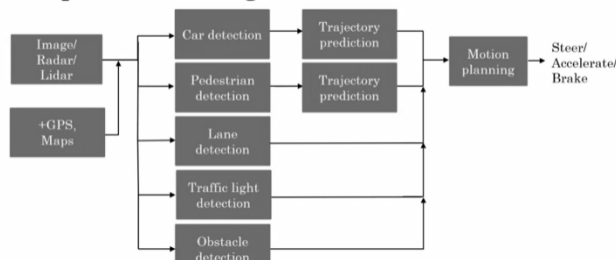 Image/
Radar/
Lidar
+GPS,
Maps
Car detection
Trajectory
prediction
Pedestrian
detection
Trajectory
prediction
Lane
detection
Traffic light
detection
Obstacle
detection
Motion
planning
Steer/
Accelerate/
Brake